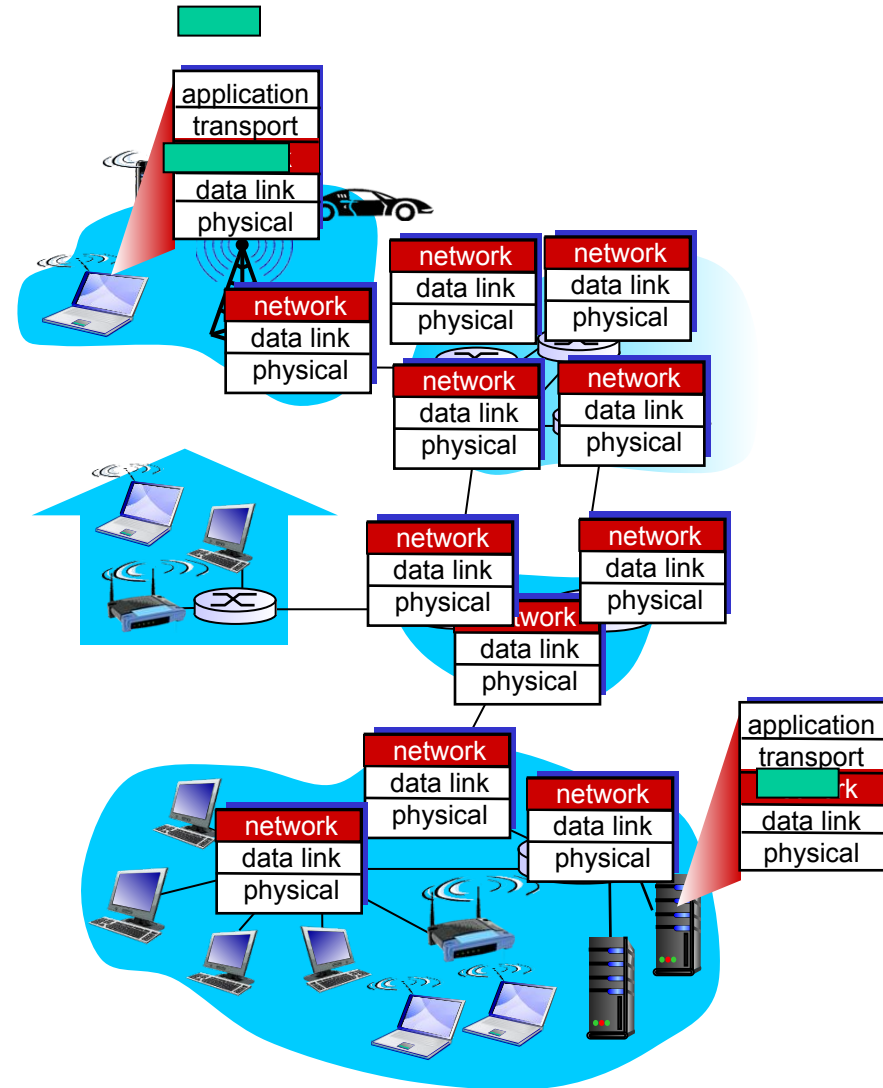 application
transport
data link
physical
network
data link
physical
network
data link
physical
network
data link
physical
network
data link
physical
network
data link
physical
network
data link
physical
network
data link
physical
data link
physical
application
transport
data link
physical
network
data link
physical
network
data link
physical
network
data link
physical